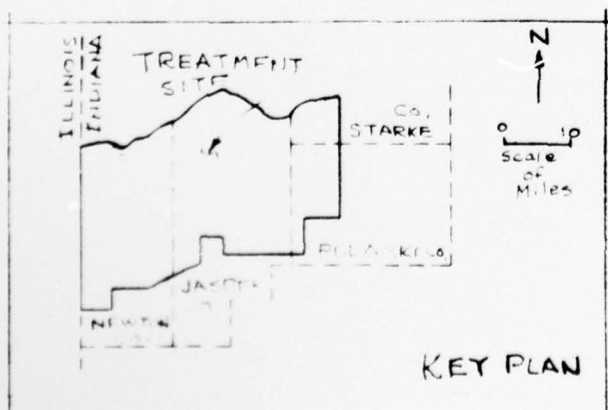 ILLINOIS
INDIANA
TREATMENT
SITE
N
Co.
STARKE
0 10
Scale
of
Miles
PULASKI Co.
JASPER
Co
NEWTON
KEY PLAN